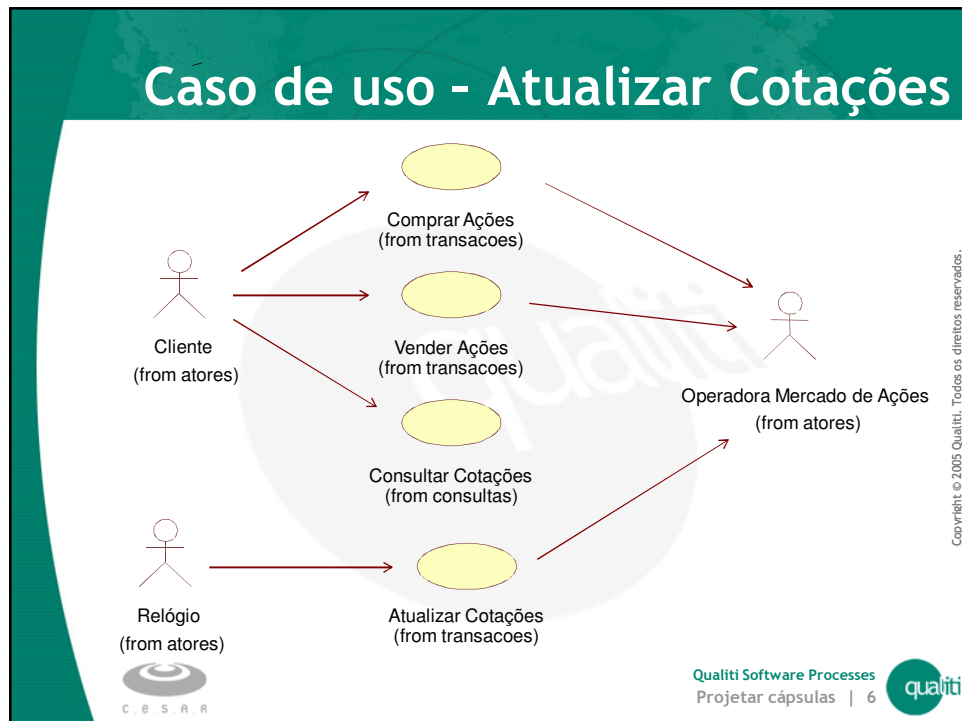 Caso de uso – Atualizar Cotações
Comprar Ações
(from transacoes)
Cliente
(from atores)
Vender Ações
(from transacoes)
Operadora Mercado de Ações
(from atores)
Consultar Cotações
(from consultas)
Relógio
(from atores)
Atualizar Cotações
(from transacoes)
Copyright © 2005 Qualiti. Todos os direitos reservados.
qualiti
C.E.S.A.R
Qualiti Software Processes
Projetar cápsulas | 6
qualiti